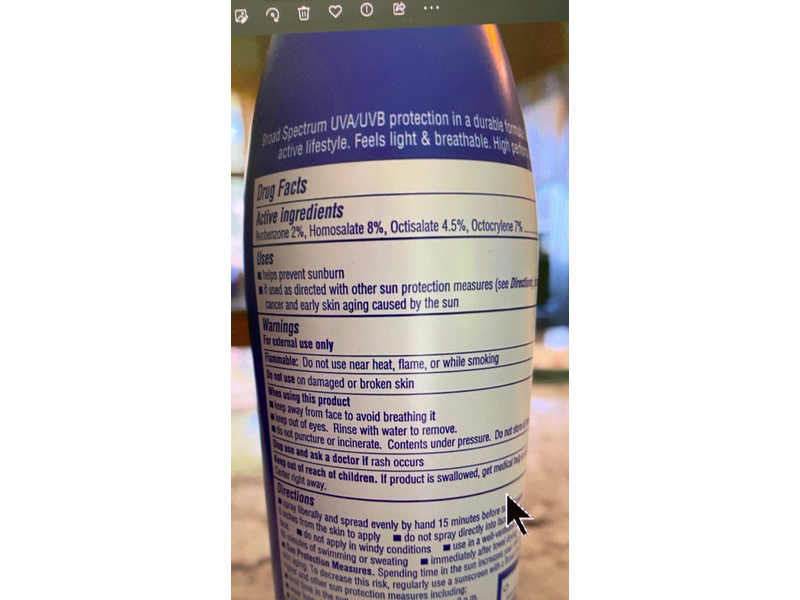 Broad Spectrum UVA/UVB protection in a durable
active lifestyle. Feels light & breathable. High
Drug Facts
Active ingredients
Avobenzone 2%, Homosalate 8%, Octisalate 4.5%, Octocrylene 7%
Uses
■ helps prevent sunburn
■ if used as directed with other sun protection measures (see Directions),
cancer and early skin aging caused by the sun
Warnings
For external use only
Flammable: Do not use near heat, flame, or while smoking
Do not use on damaged or broken skin
When using this product
■ keep away from face to avoid breathing it
■ keep out of eyes. Rinse with water to remove.
■ do not puncture or incinerate. Contents under pressure. Do not store
Stop use and ask a doctor if rash occurs
Keep out of reach of children. If product is swallowed, get medical help
Center right away.
Directions
■ spray liberally and spread evenly by hand 15 minutes before
inches from the skin to apply ■ do not spray directly into
face. ■ do not apply in windy conditions ■ use in a
minutes of swimming or sweating ■ immediately after towel
■ Sun Protection Measures. Spending time in the sun increases
aging. To decrease this risk, regularly use a sunscreen with a
and other sun protection measures including: